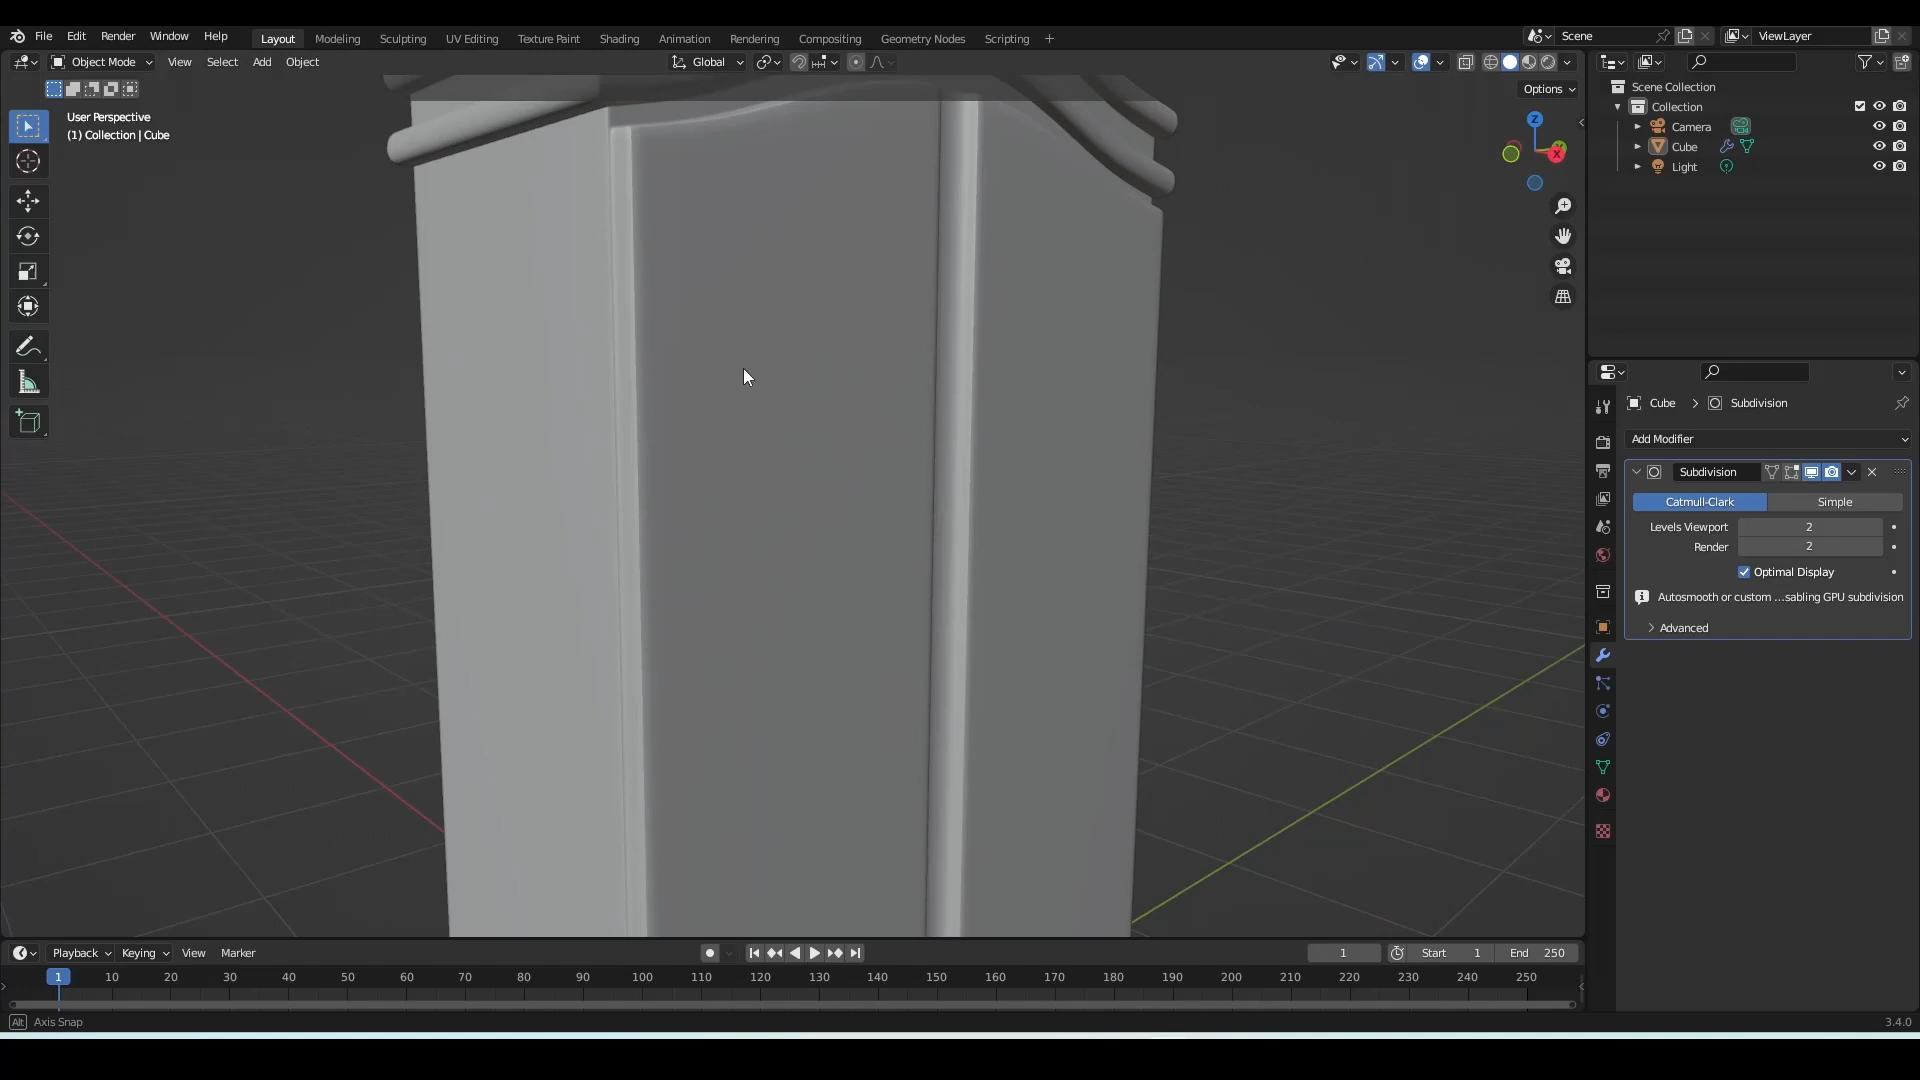 File Edit Render Window Help Layout Modeling Sculpting UV Editing Texture Paint Shading Animation Rendering Compositing Geometry Nodes Scripting + Scene ViewLayer
Object Mode View Select Add Object Global
Options
User Perspective
(1) Collection | Cube
Z
X
Scene Collection
Collection
Camera
Cube
Light
Cube > Subdivision
Add Modifier
Subdivision
Catmull-Clark Simple
Levels Viewport 2
Render 2
Optimal Display
Autosmooth or custom ...sabling GPU subdivision
Advanced
Playback Keying View Marker 1 Start 1 End 250
1 10 20 30 40 50 60 70 80 90 100 110 120 130 140 150 160 170 180 190 200 210 220 230 240 250
Alt Axis Snap 3.4.0